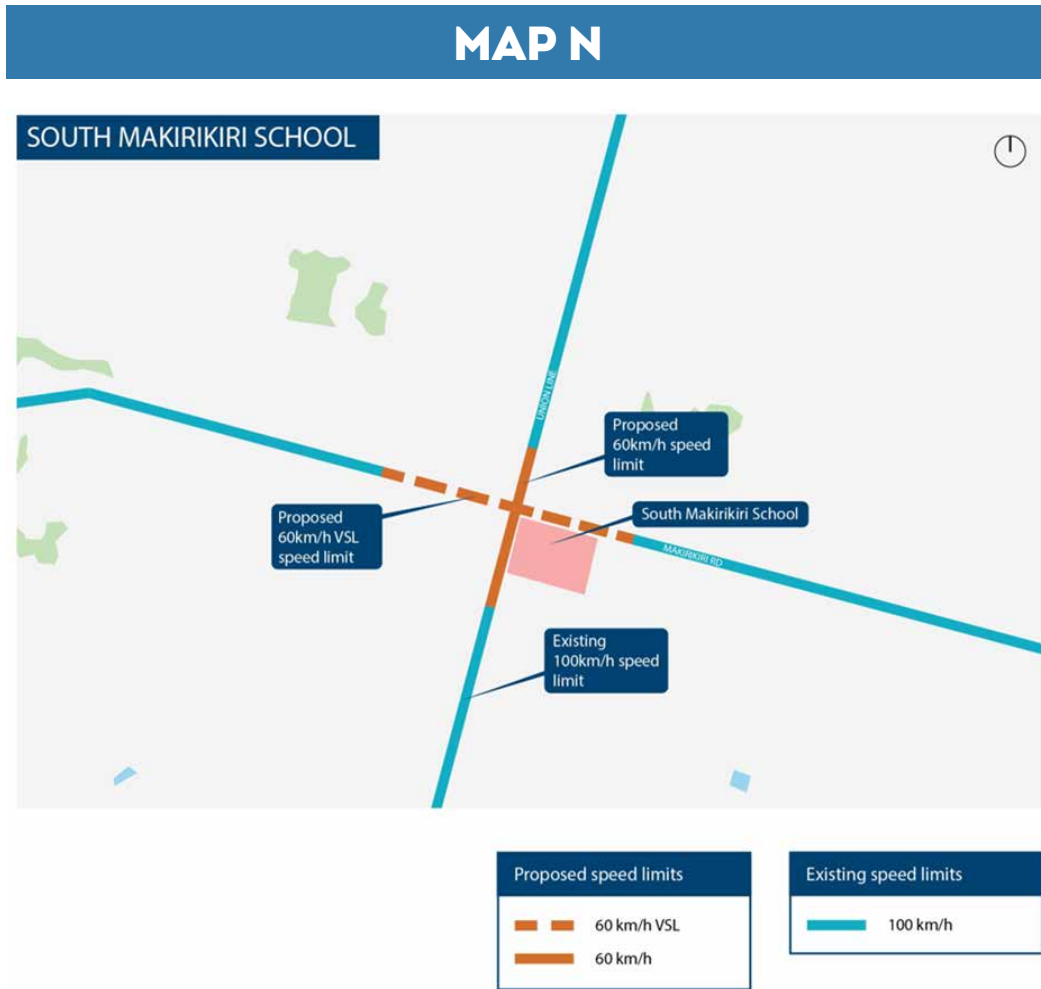 MAP N
SOUTH MAKIRIKIRI SCHOOL
UNION LINE
Proposed
60km/h speed
limit
Proposed
60km/h VSL
speed limit
South Makirikiri School
MAKIRIKIRI RD
Existing
100km/h speed
limit
Proposed speed limits
60 km/h VSL
60 km/h
Existing speed limits
100 km/h